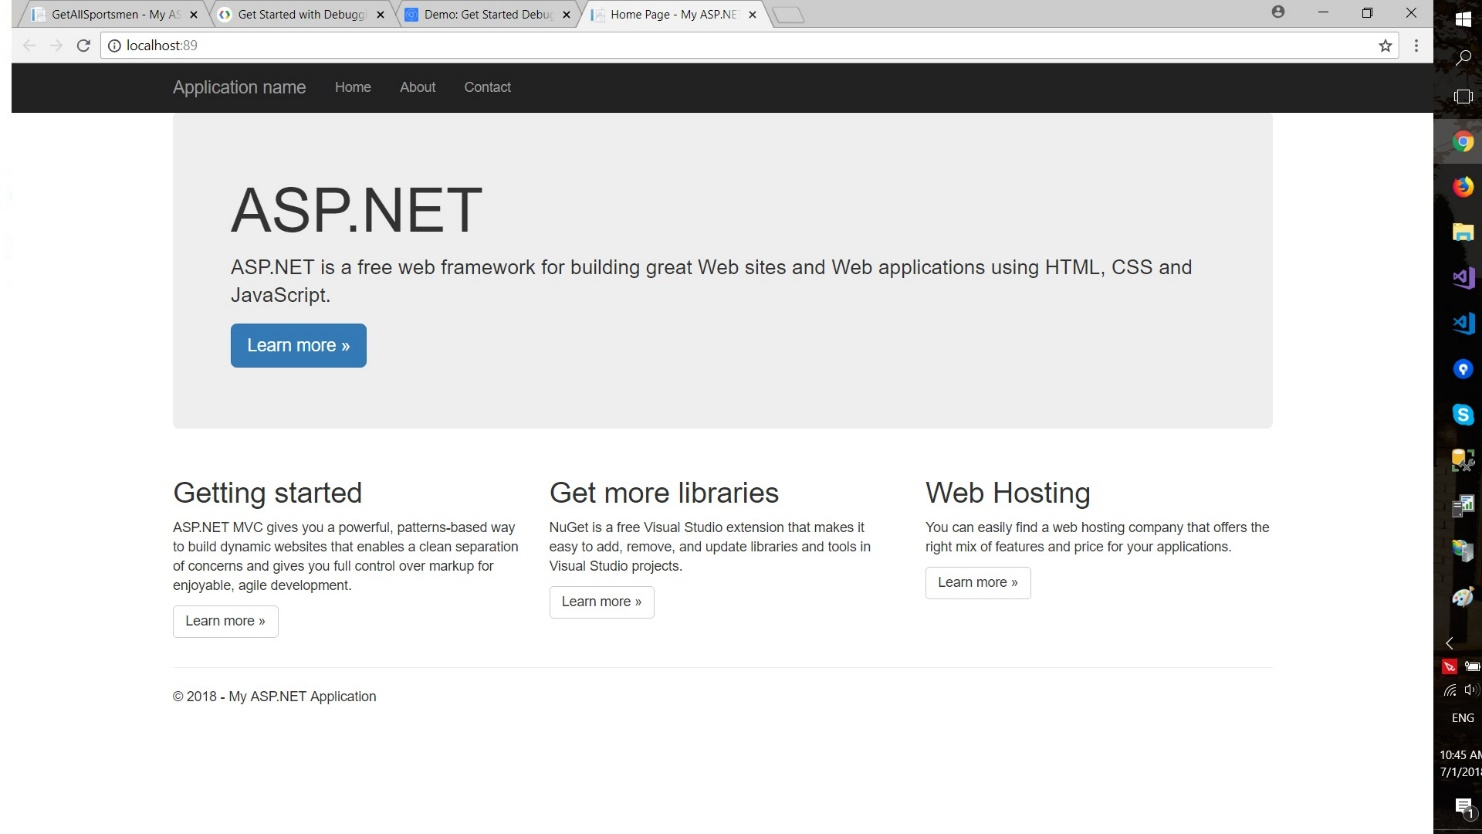 GetAllSportsmen - My AS
Get Started with Debuggi
Demo: Get Started Debug
Home Page - My ASP.NE
localhost:89
Application name
Home
About
Contact
ASP.NET
ASP.NET is a free web framework for building great Web sites and Web applications using HTML, CSS and
JavaScript.
Learn more »
Getting started
ASP.NET MVC gives you a powerful, patterns-based way
to build dynamic websites that enables a clean separation
of concerns and gives you full control over markup for
enjoyable, agile development.
Learn more »
Get more libraries
NuGet is a free Visual Studio extension that makes it
easy to add, remove, and update libraries and tools in
Visual Studio projects.
Learn more »
Web Hosting
You can easily find a web hosting company that offers the
right mix of features and price for your applications.
Learn more »
© 2018 - My ASP.NET Application
ENG
10:45 AM
7/1/2018
1